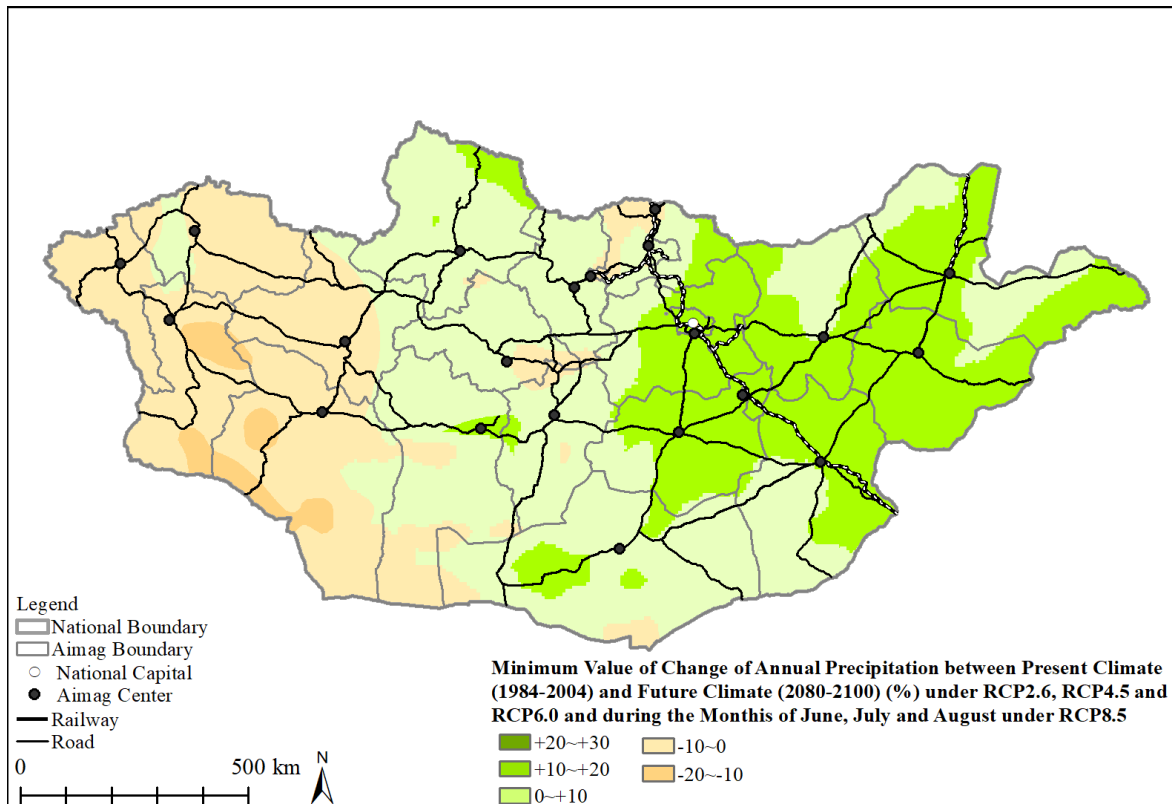 Legend
National Boundary
Aimag Boundary
National Capital
Aimag Center
Railway
Road
0 500 km
N
Minimum Value of Change of Annual Precipitation between Present Climate
(1984-2004) and Future Climate (2080-2100) (%) under RCP2.6, RCP4.5 and
RCP6.0 and during the Monthis of June, July and August under RCP8.5
+20~+30 -10~0
+10~+20 -20~-10
0~+10